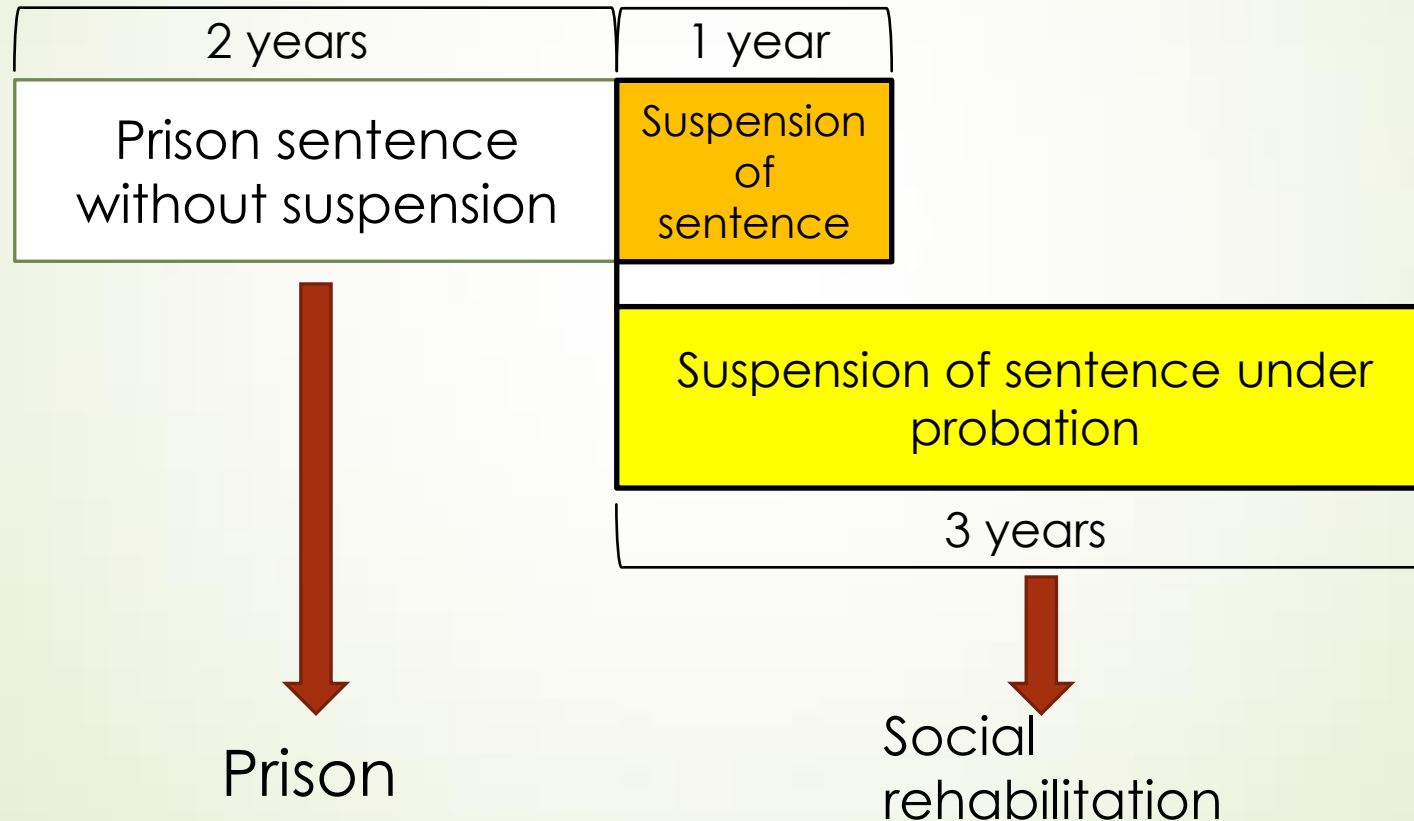 2 years
1 year
Prison sentence
without suspension
Suspension
of
sentence
Suspension of sentence under
probation
3 years
Prison
Social
rehabilitation